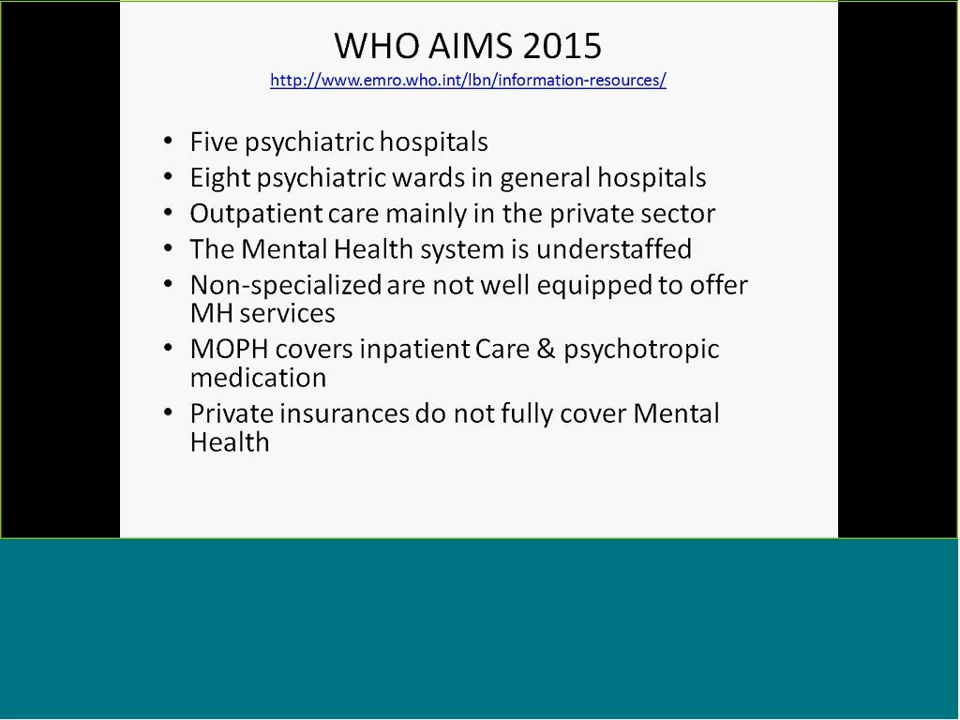 WHO AIMS 2015
http://www.emro.who.int/lbn/information-resources/
• Five psychiatric hospitals
• Eight psychiatric wards in general hospitals
• Outpatient care mainly in the private sector
• The Mental Health system is understaffed
• Non-specialized are not well equipped to offer
MH services
• MOPH covers inpatient Care & psychotropic
medication
• Private insurances do not fully cover Mental
Health